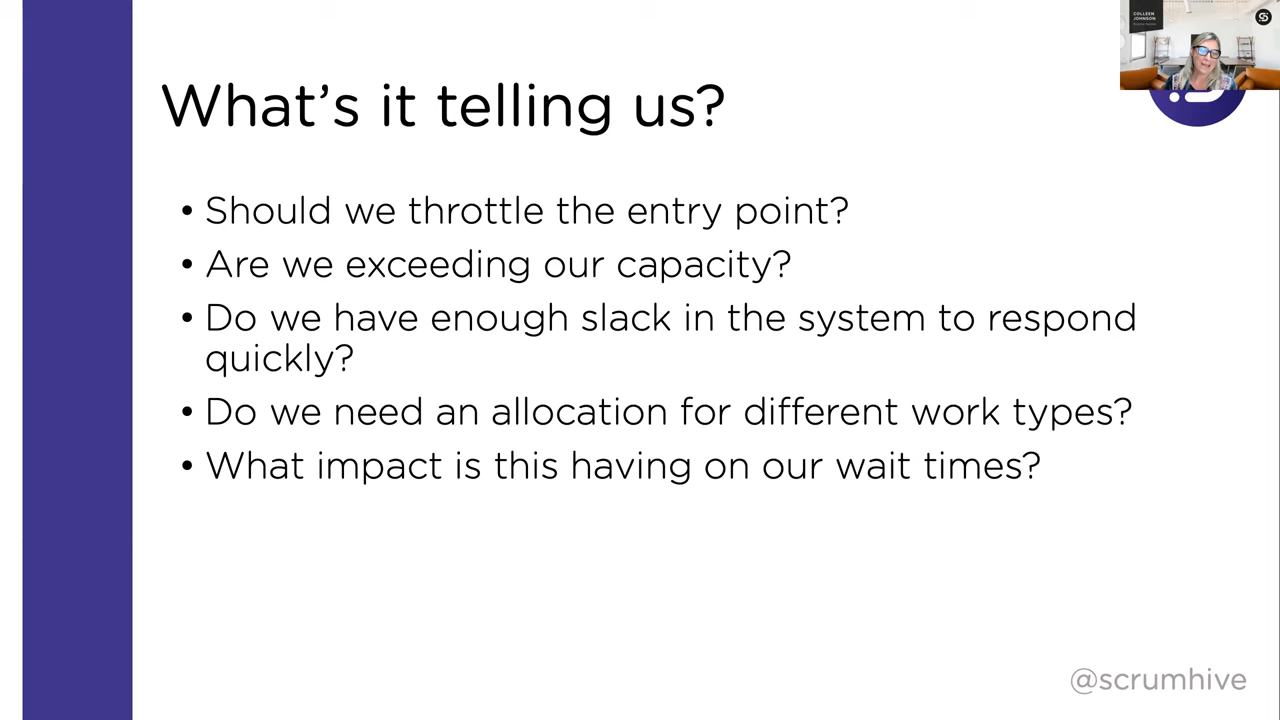 COLLEEN
JOHNSON
What's it telling us?
• Should we throttle the entry point?
• Are we exceeding our capacity?
• Do we have enough slack in the system to respond
quickly?
• Do we need an allocation for different work types?
• What impact is this having on our wait times?
@scrumhive